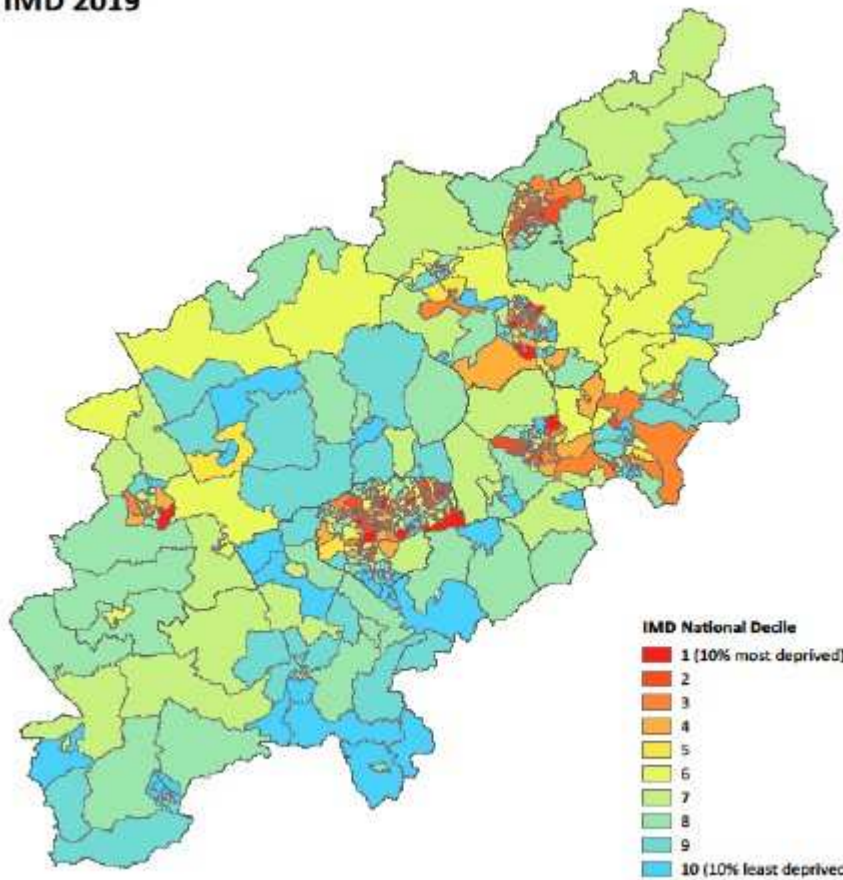 IMD 2019
IMD National Decile
1 (10% most deprived)
2
3
4
5
6
7
8
9
10 (10% least deprived